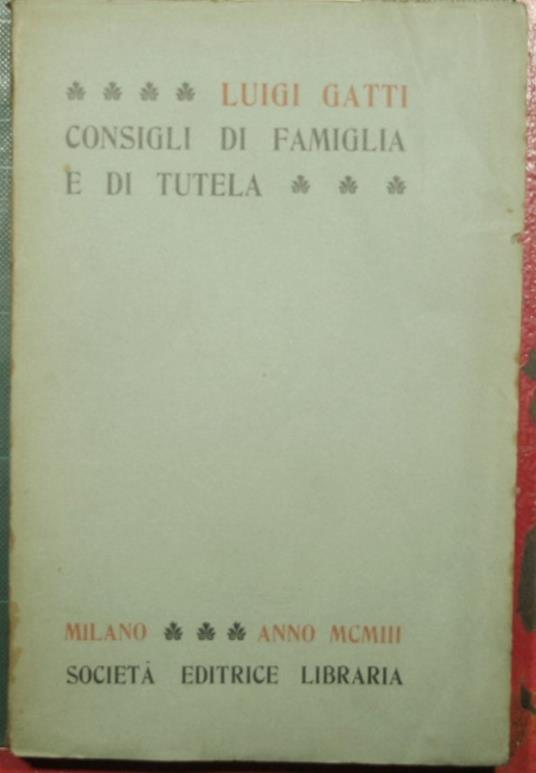 LUIGI GATTI
CONSIGLI DI FAMIGLIA
E DI TUTELA
MILANO ANNO MCMIII
SOCIETÀ EDITRICE LIBRARIA